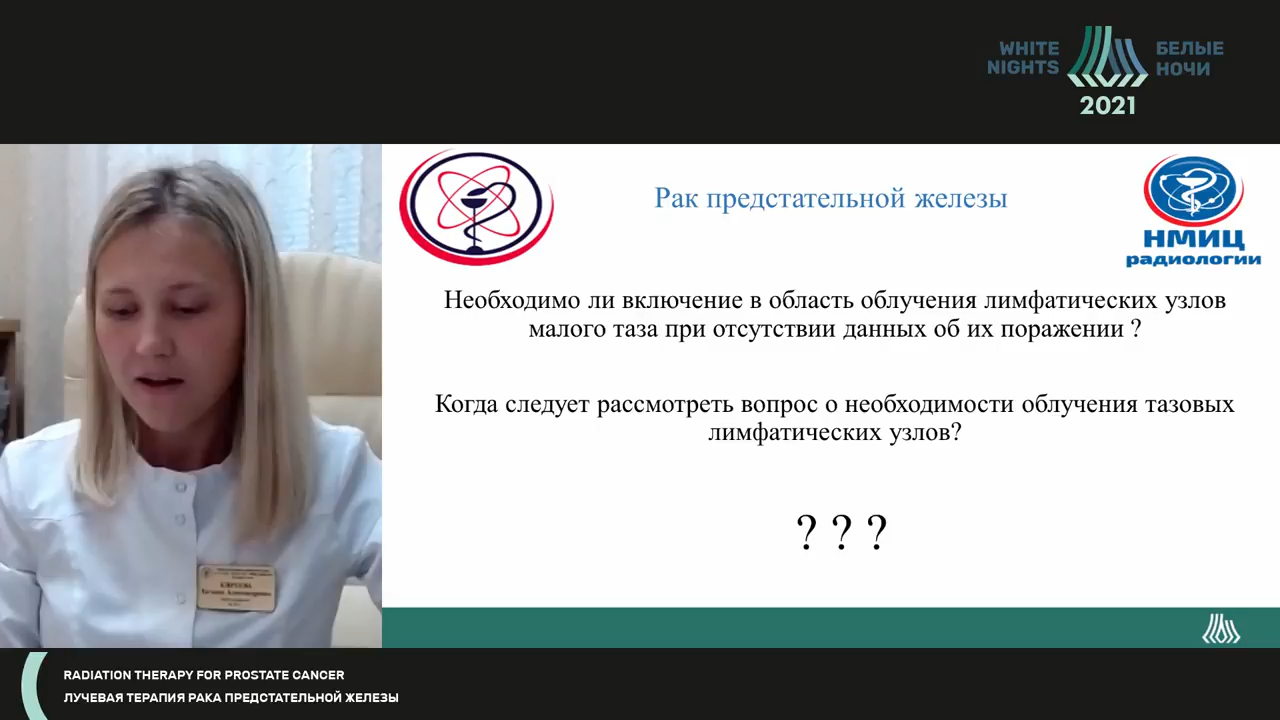 WHITE NIGHTS
БЕЛЫЕ НОЧИ
2021
Рак предстательной железы
НМИЦ
радиологии
Необходимо ли включение в область облучения лимфатических узлов
малого таза при отсутствии данных об их поражении ?
Когда следует рассмотреть вопрос о необходимости облучения тазовых
лимфатических узлов?
? ? ?
RADIATION THERAPY FOR PROSTATE CANCER
ЛУЧЕВАЯ ТЕРАПИЯ РАКА ПРЕДСТАТЕЛЬНОЙ ЖЕЛЕЗЫ